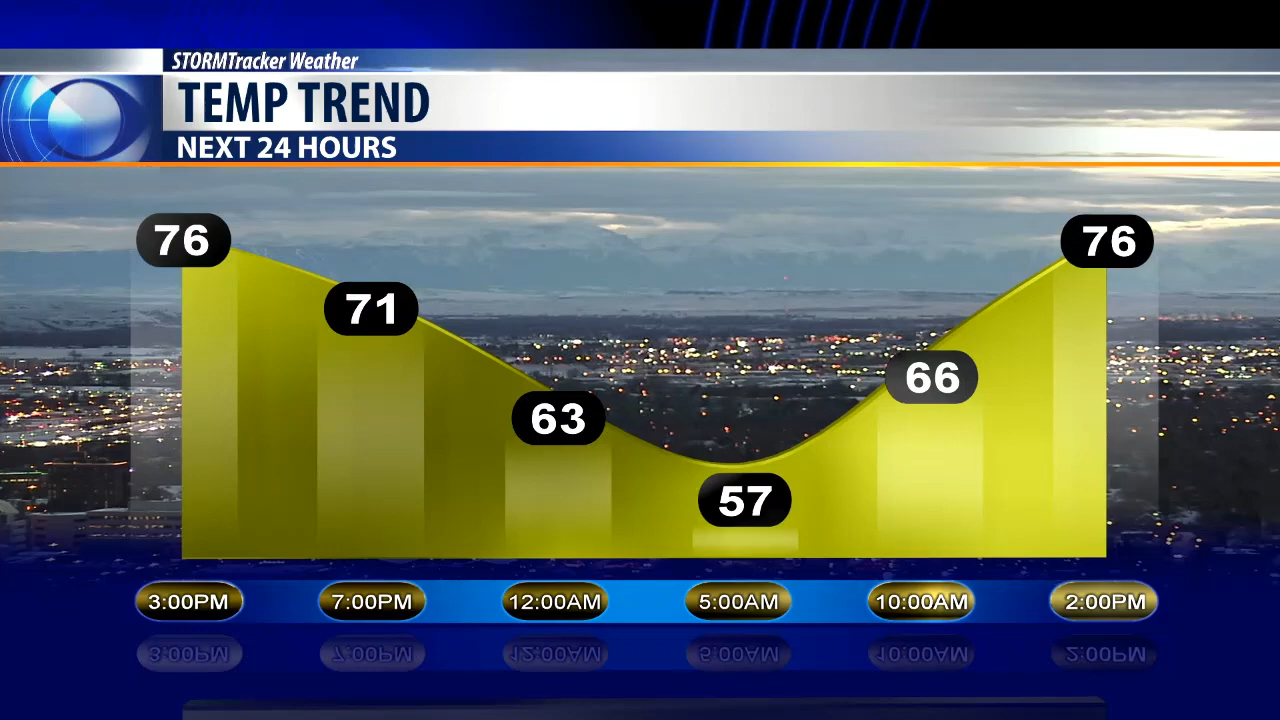 STORMTracker Weather
TEMP TREND
NEXT 24 HOURS
76
71
63
57
66
76
3:00PM
7:00PM
12:00AM
5:00AM
10:00AM
2:00PM